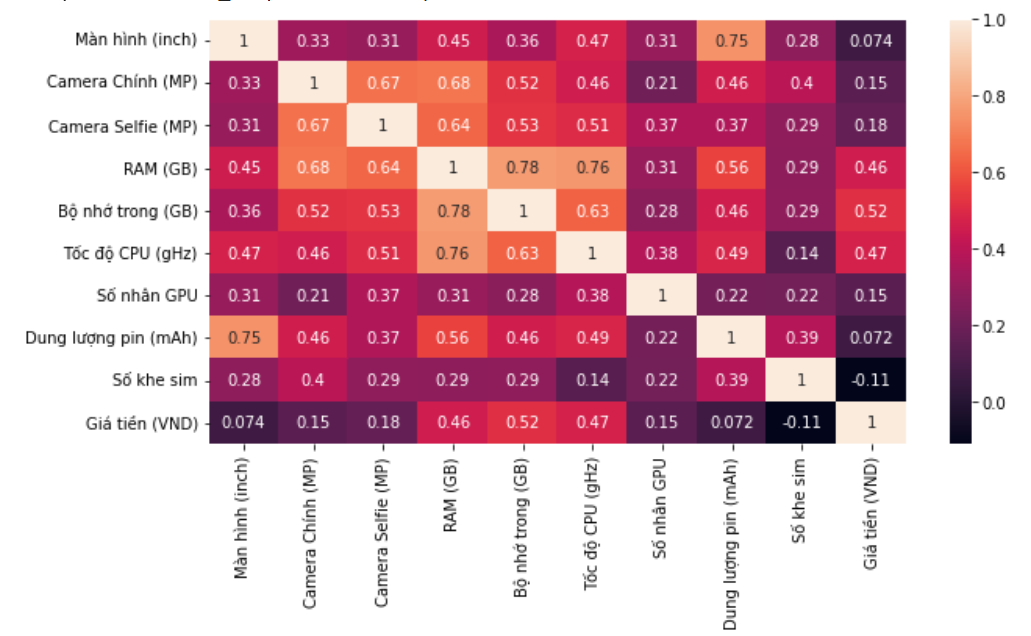 1.0
Màn hình (inch) 1 0.33 0.31 0.45 0.36 0.47 0.31 0.75 0.28 0.074
Camera Chính (MP) 0.33 1 0.67 0.68 0.52 0.46 0.21 0.46 0.4 0.15
0.8
Camera Selfie (MP) 0.31 0.67 1 0.64 0.53 0.51 0.37 0.37 0.29 0.18
RAM (GB) 0.45 0.68 0.64 1 0.78 0.76 0.31 0.56 0.29 0.46
0.6
Bộ nhớ trong (GB) 0.36 0.52 0.53 0.78 1 0.63 0.28 0.46 0.29 0.52
0.4
Tốc độ CPU (gHz) 0.47 0.46 0.51 0.76 0.63 1 0.38 0.49 0.14 0.47
Số nhân GPU 0.31 0.21 0.37 0.31 0.28 0.38 1 0.22 0.22 0.15
0.2
Dung lượng pin (mAh) 0.75 0.46 0.37 0.56 0.46 0.49 0.22 1 0.39 0.072
Số khe sim 0.28 0.4 0.29 0.29 0.29 0.14 0.22 0.39 1 -0.11
0.0
Giá tiền (VND) 0.074 0.15 0.18 0.46 0.52 0.47 0.15 0.072 -0.11 1
Màn hình (inch)
Camera Chính (MP)
Camera Selfie (MP)
RAM (GB)
Bộ nhớ trong (GB)
Tốc độ CPU (gHz)
Số nhân GPU
Dung lượng pin (mAh)
Số khe sim
Giá tiền (VND)